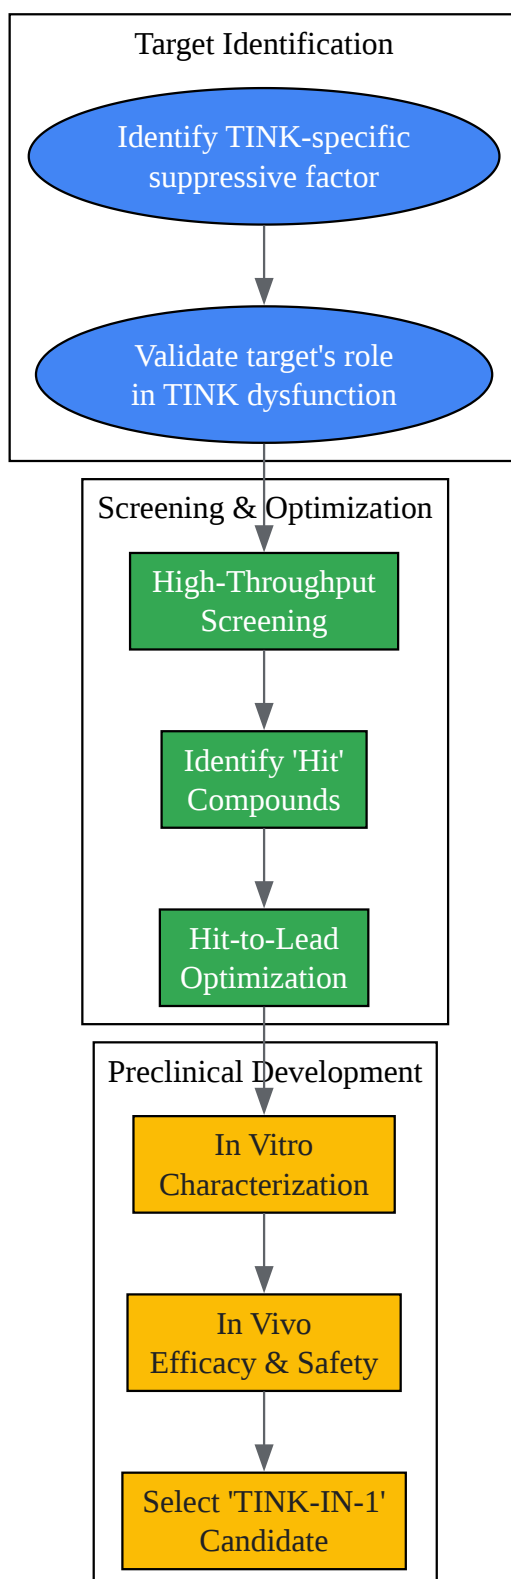 Target Identification
Identify TINK-specific
suppressive factor
Validate target's role
in TINK dysfunction
Screening & Optimization
High-Throughput
Screening
Identify 'Hit'
Compounds
Hit-to-Lead
Optimization
Preclinical Development
In Vitro
Characterization
In Vivo
Efficacy & Safety
Select 'TINK-IN-1'
Candidate